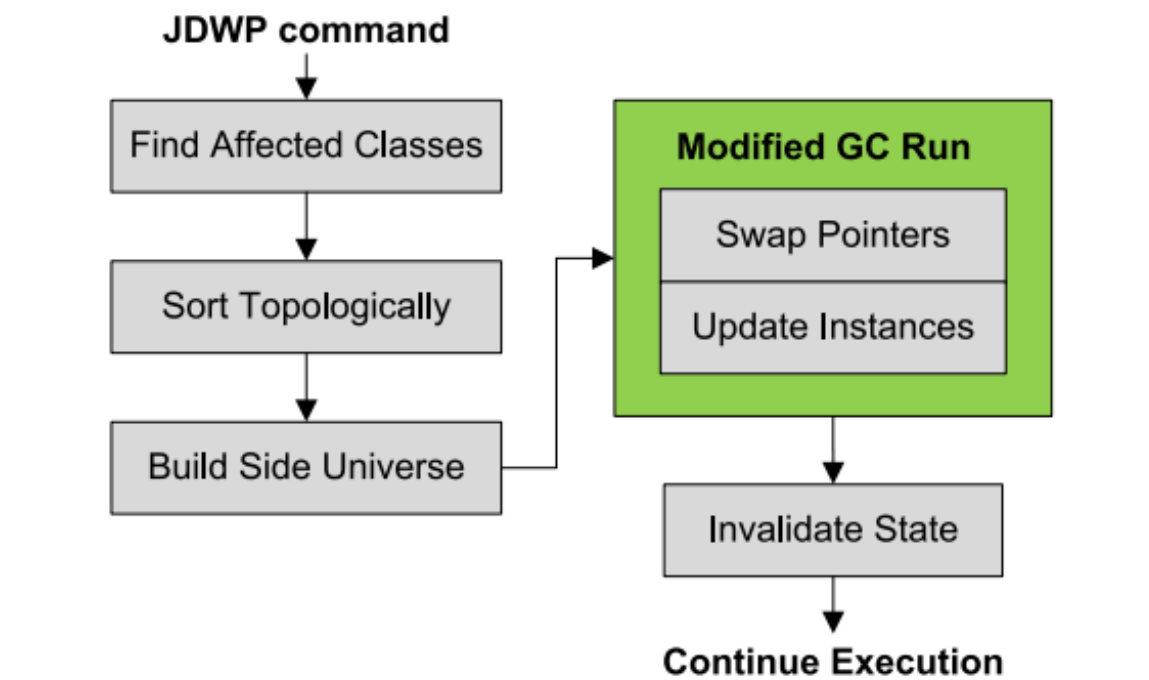 JDWP command
Find Affected Classes
Sort Topologically
Build Side Universe
Modified GC Run
Swap Pointers
Update Instances
Invalidate State
Continue Execution